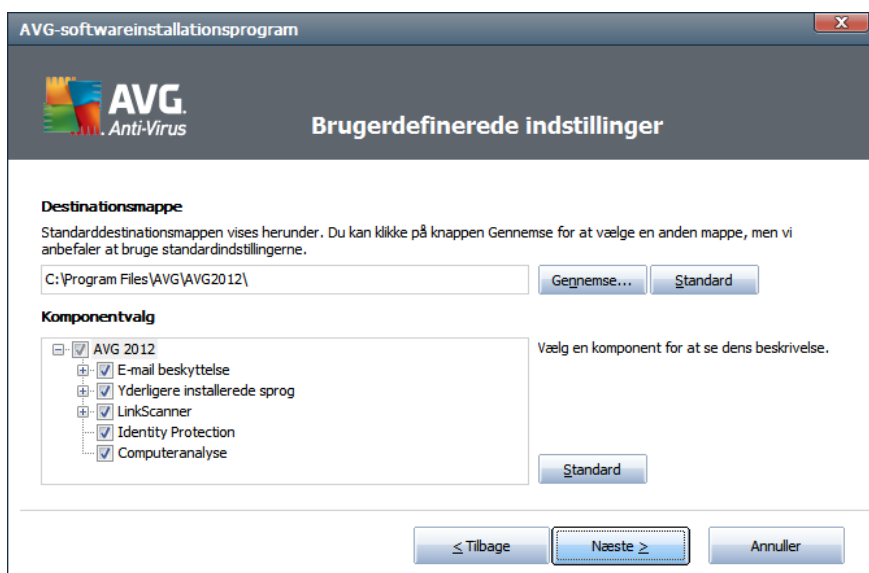 AVG-softwareinstallationsprogram
AVG.
Anti-Virus
Brugerdefinerede indstillinger
Destinationsmappe
Standarddestinationsmappen vises herunder. Du kan klikke på knappen Gennemse for at vælge en anden mappe, men vi
anbefaler at bruge standardindstillingerne.
C:\Program Files\AVG\AVG2012\
Gennemse...
Standard
Komponentvalg
AVG 2012
E-mail beskyttelse
Yderligere installerede sprog
LinkScanner
Identity Protection
Computeranalyse
Vælg en komponent for at se dens beskrivelse.
Standard
< Tilbage
Næste >
Annuller